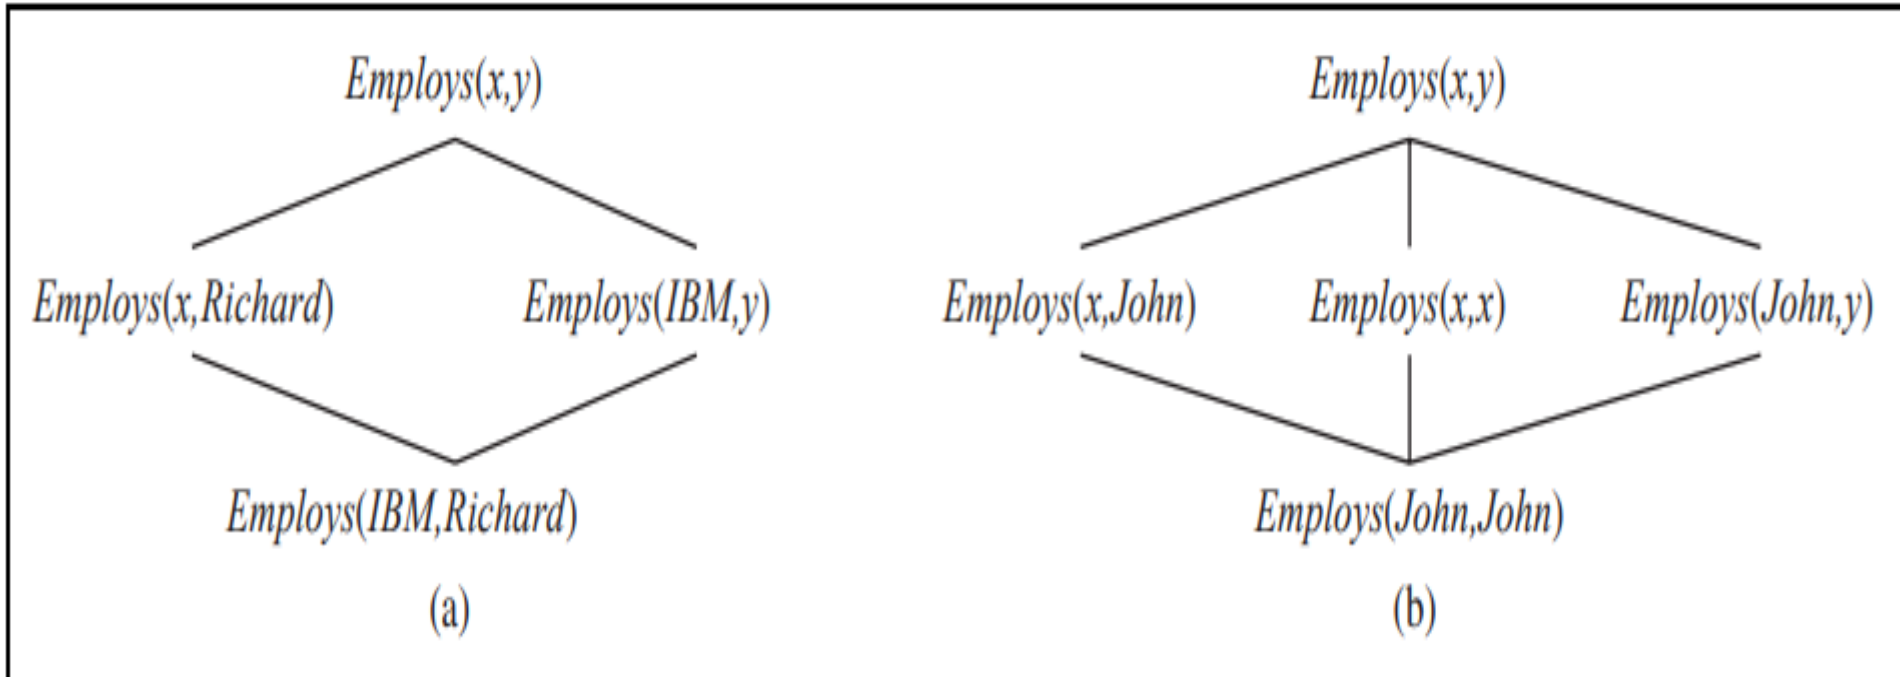 Employs(x,y)
Employs(x,Richard)
Employs(IBM,y)
Employs(IBM,Richard)
(a)
Employs(x,y)
Employs(x,John)
Employs(x,x)
Employs(John,y)
Employs(John,John)
(b)